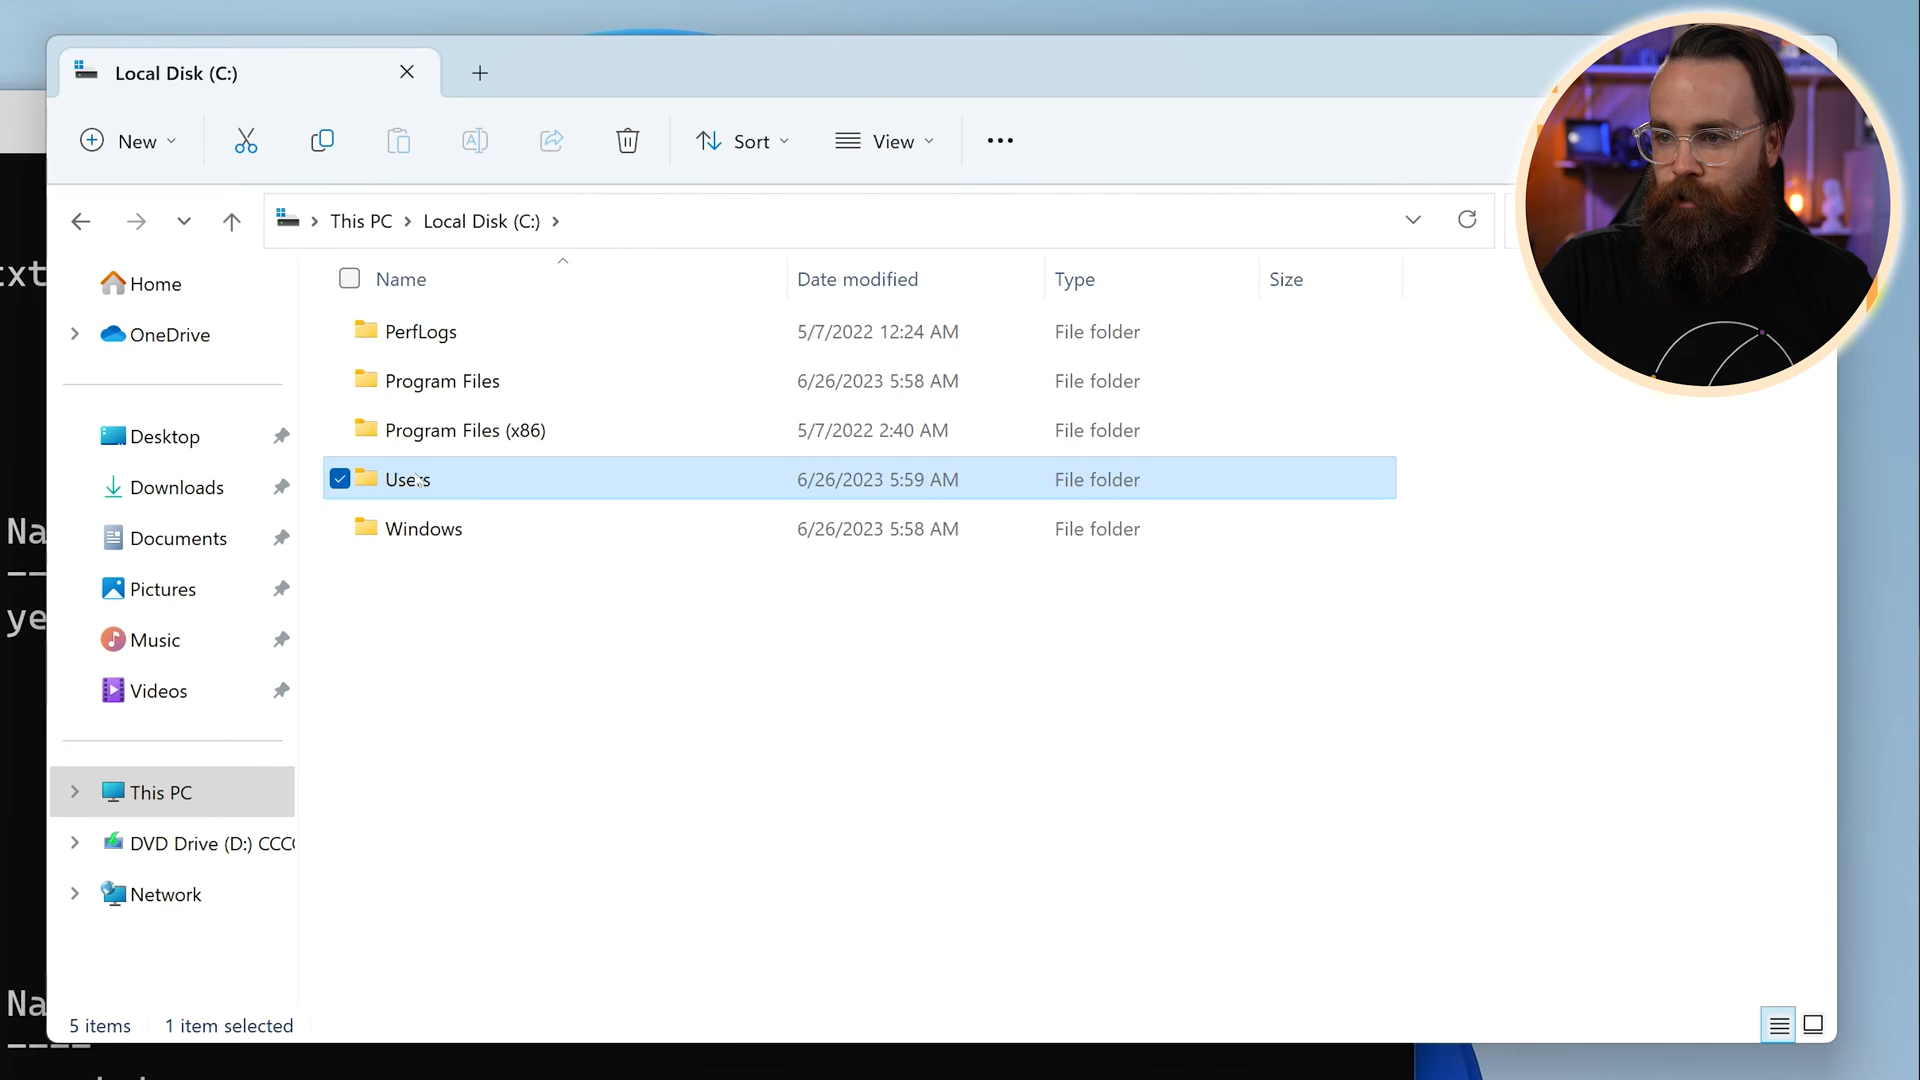 Local Disk (C:)
New
Sort
View
This PC
Local Disk (C:)
Home
OneDrive
Desktop
Downloads
Documents
Pictures
Music
Videos
This PC
DVD Drive (D:) CCC
Network
Name Date modified Type Size
PerfLogs 5/7/2022 12:24 AM File folder
Program Files 6/26/2023 5:58 AM File folder
Program Files (x86) 5/7/2022 2:40 AM File folder
Users 6/26/2023 5:59 AM File folder
Windows 6/26/2023 5:58 AM File folder
5 items 1 item selected
xt
Na
--
ye
Na
----